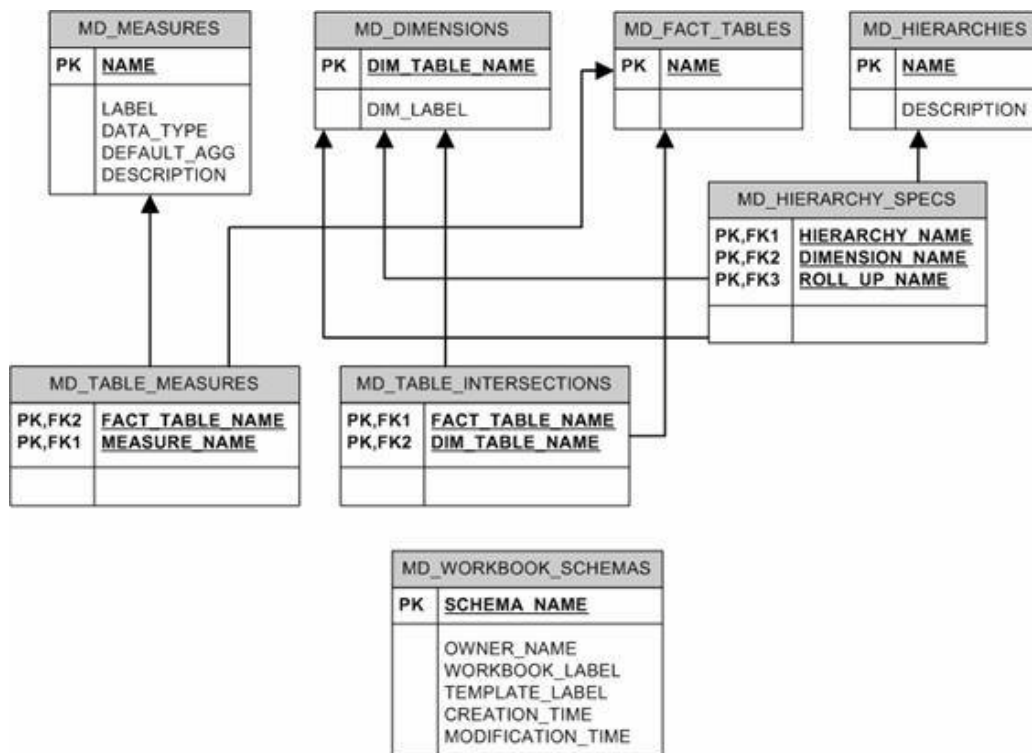 MD_MEASURES
PK NAME
LABEL
DATA_TYPE
DEFAULT_AGG
DESCRIPTION
MD_DIMENSIONS
PK DIM_TABLE_NAME
DIM_LABEL
MD_FACT_TABLES
PK NAME
MD_HIERARCHIES
PK NAME
DESCRIPTION
MD_HIERARCHY_SPECS
PK,FK1 HIERARCHY_NAME
PK,FK2 DIMENSION_NAME
PK,FK3 ROLL_UP_NAME
MD_TABLE_MEASURES
PK,FK2 FACT_TABLE_NAME
PK,FK1 MEASURE_NAME
MD_TABLE_INTERSECTIONS
PK,FK1 FACT_TABLE_NAME
PK,FK2 DIM_TABLE_NAME
MD_WORKBOOK_SCHEMAS
PK SCHEMA_NAME
OWNER_NAME
WORKBOOK_LABEL
TEMPLATE_LABEL
CREATION_TIME
MODIFICATION_TIME